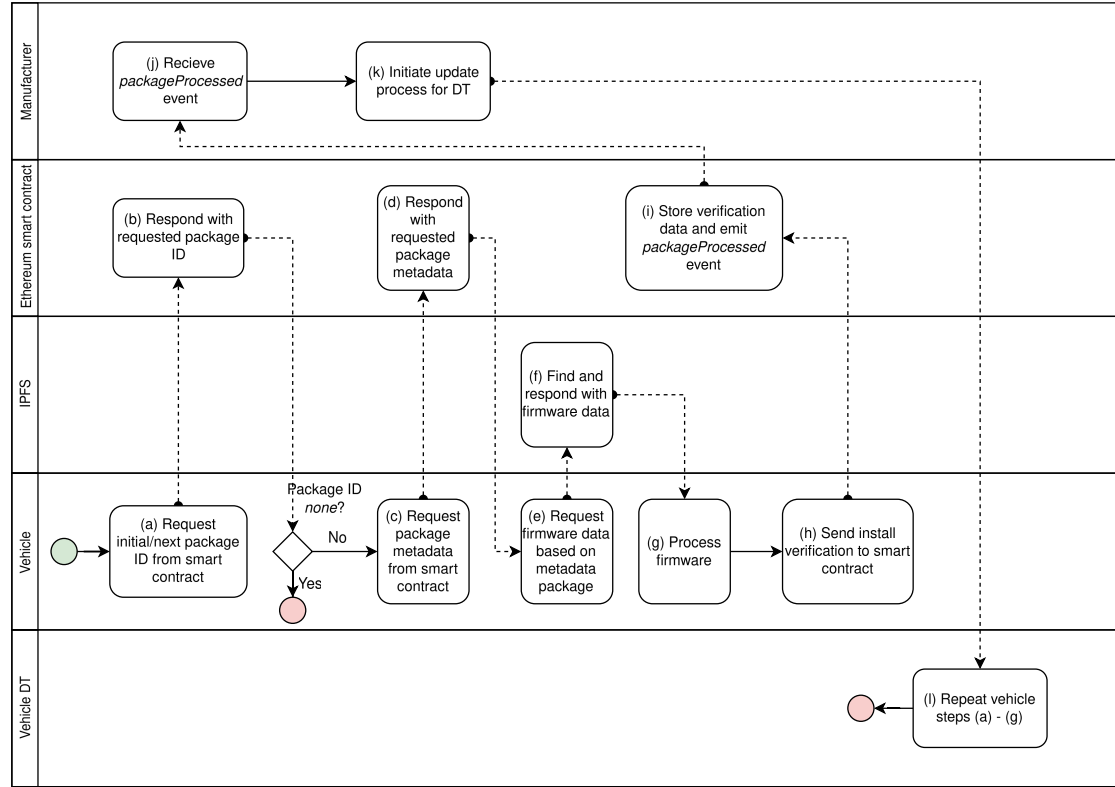 Manufacturer
(j) Recieve
packageProcessed
event
(k) Initiate update
process for DT
Ethereum smart contract
(b) Respond with
requested package
ID
(d) Respond
with
requested
package
metadata
(i) Store verification
data and emit
packageProcessed
event
IPFS
(f) Find and
respond with
firmware data
Vehicle
(a) Request
initial/next package
ID from smart
contract
Package ID
none?
No
Yes
(c) Request
package
metadata
from smart
contract
(e) Request
firmware data
based on
metadata
package
(g) Process
firmware
(h) Send install
verification to smart
contract
Vehicle DT
(l) Repeat vehicle
steps (a) - (g)